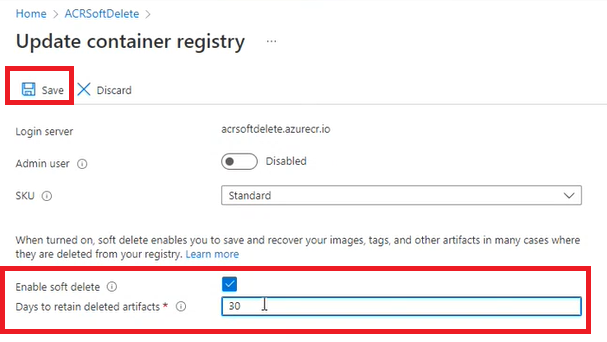 Home > ACRSoftDelete >
Update container registry ...
Save Discard
Login server acrsoftdelete.azurecr.io
Admin user Disabled
SKU Standard
When turned on, soft delete enables you to save and recover your images, tags, and other artifacts in many cases where
they are deleted from your registry. Learn more
Enable soft delete
Days to retain deleted artifacts * 30